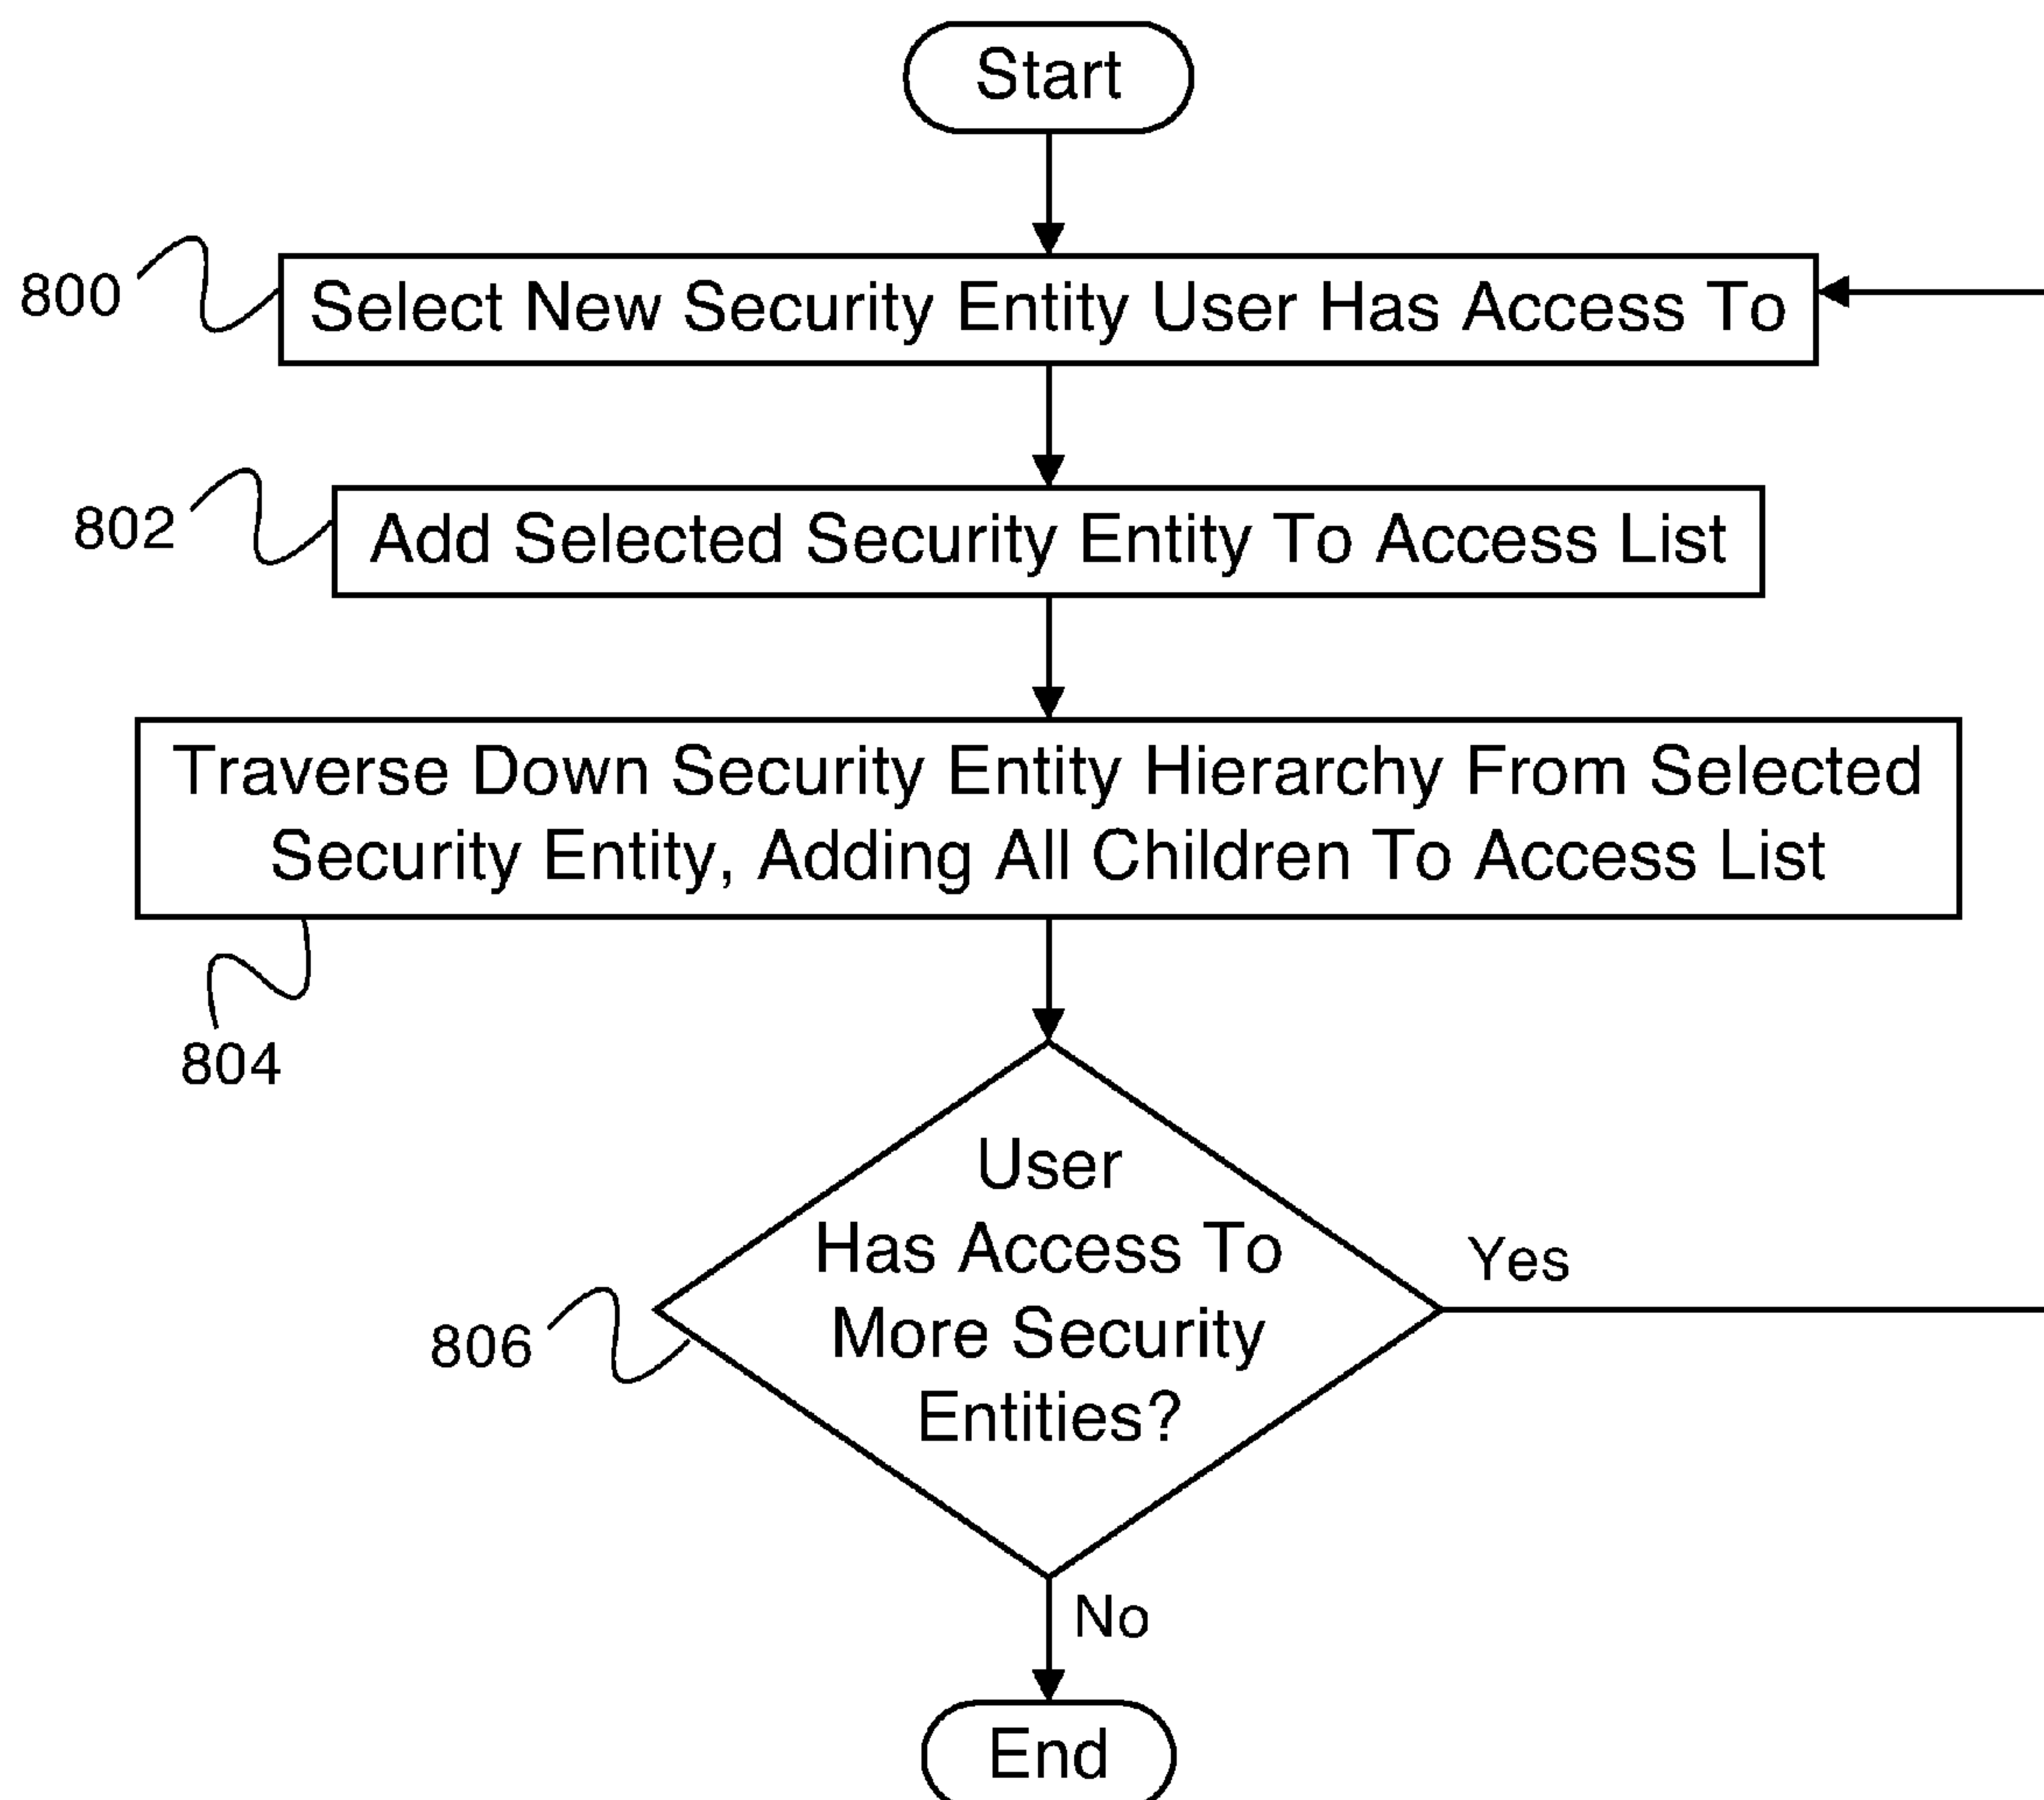 Start
800
Select New Security Entity User Has Access To
802
Add Selected Security Entity To Access List
Traverse Down Security Entity Hierarchy From Selected
Security Entity, Adding All Children To Access List
804
User
Has Access To
More Security
Entities?
Yes
806
No
End